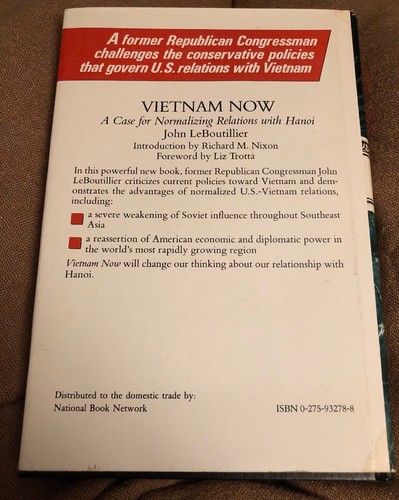 A former Republican Congressman
challenges the conservative policies
that govern U.S. relations with Vietnam
VIETNAM NOW
A Case for Normalizing Relations with Hanoi
John LeBoutillier
Introduction by Richard M. Nixon
Foreword by Liz Trotta
In this powerful new book, former Republican Congressman John
LeBoutillier criticizes current policies toward Vietnam and dem-
onstrates the advantages of normalized U.S.-Vietnam relations,
including:
a severe weakening of Soviet influence throughout Southeast
Asia
a reassertion of American economic and diplomatic power in
the world's most rapidly growing region
Vietnam Now will change our thinking about our relationship with
Hanoi.
Distributed to the domestic trade by:
National Book Network
ISBN 0-275-93278-8